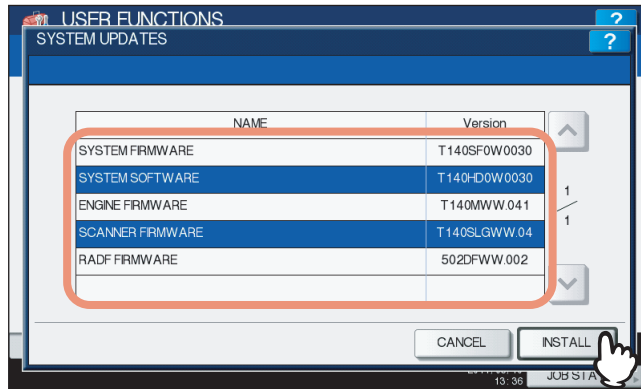 USER FUNCTIONS
?
SYSTEM UPDATES
?
NAME Version
SYSTEM FIRMWARE T140SF0W0030
SYSTEM SOFTWARE T140HD0W0030
ENGINE FIRMWARE T140MWW.041
SCANNER FIRMWARE T140SLGWW.04
RADF FIRMWARE 502DFWW.002
1
1
CANCEL INSTALL
13:36 JOB STA